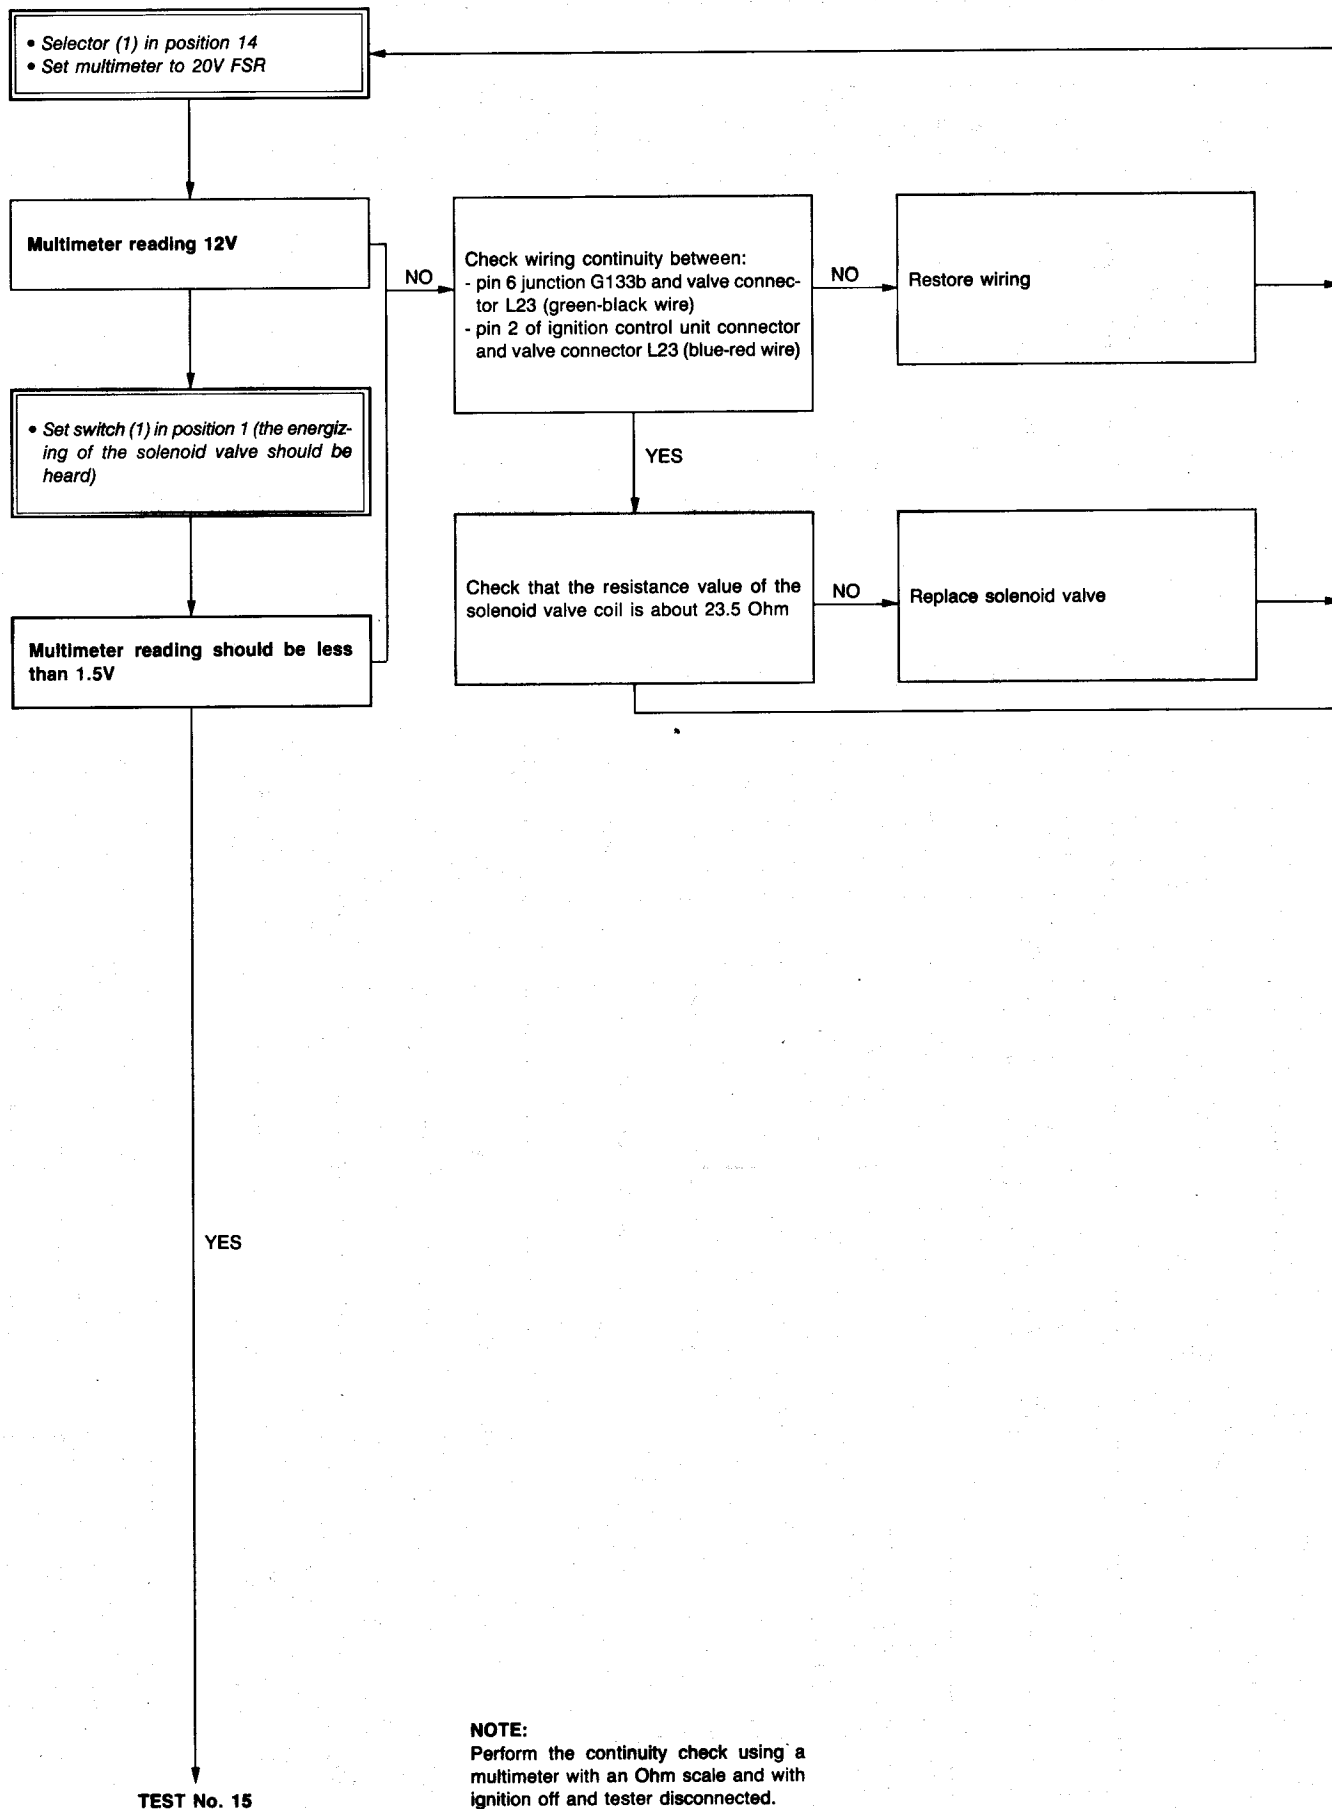 • Selector (1) in position 14
• Set multimeter to 20V FSR
Multimeter reading 12V
NO
Check wiring continuity between:
- pin 6 junction G133b and valve connec-
tor L23 (green-black wire)
- pin 2 of ignition control unit connector
and valve connector L23 (blue-red wire)
NO
Restore wiring
• Set switch (1) in position 1 (the energiz-
ing of the solenoid valve should be
heard)
YES
Check that the resistance value of the
solenoid valve coil is about 23.5 Ohm
NO
Replace solenoid valve
Multimeter reading should be less
than 1.5V
YES
NOTE:
Perform the continuity check using a
multimeter with an Ohm scale and with
ignition off and tester disconnected.
TEST No. 15